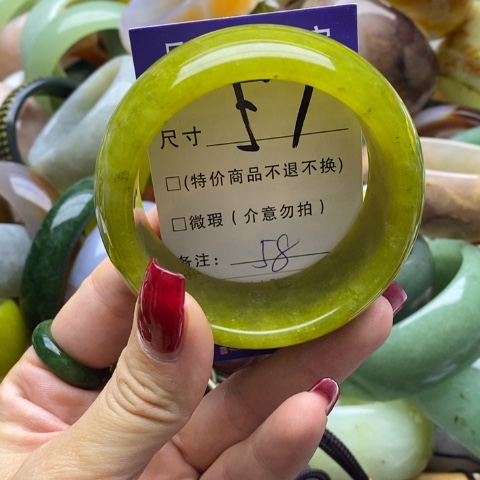 尺寸 57
□(特价商品不退不换)
□微瑕(介意勿拍)
备注: 58